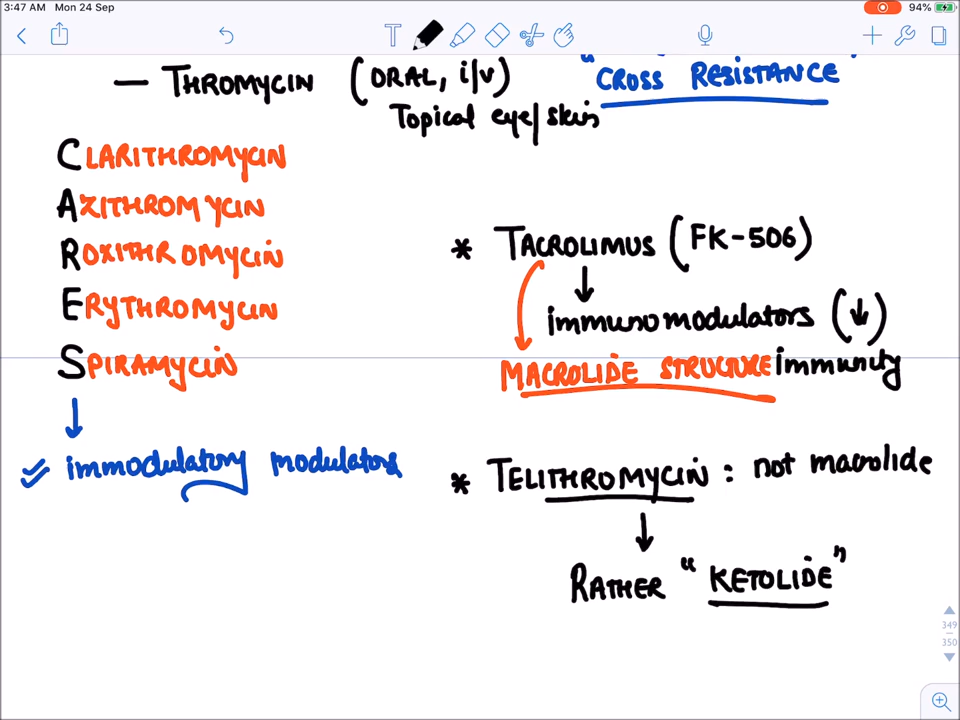 3:47 AM Mon 24 Sep
94%
— THROMYCIN (ORAL, i/v) "CROSS RESISTANCE"
Topical eye/skin
CLARITHROMYCIN
AZITHROMYCIN
ROXITHROMYCIN
ERYTHROMYCIN
SPIRAMYCIN
↓
immodulatory modulators
* TACROLIMUS (FK-506)
↓
immunomodulators (↓)
MACROLIDE STRUCTURE immunity
* TELITHROMYCIN : not macrolide
↓
RATHER "KETOLIDE"
349
350